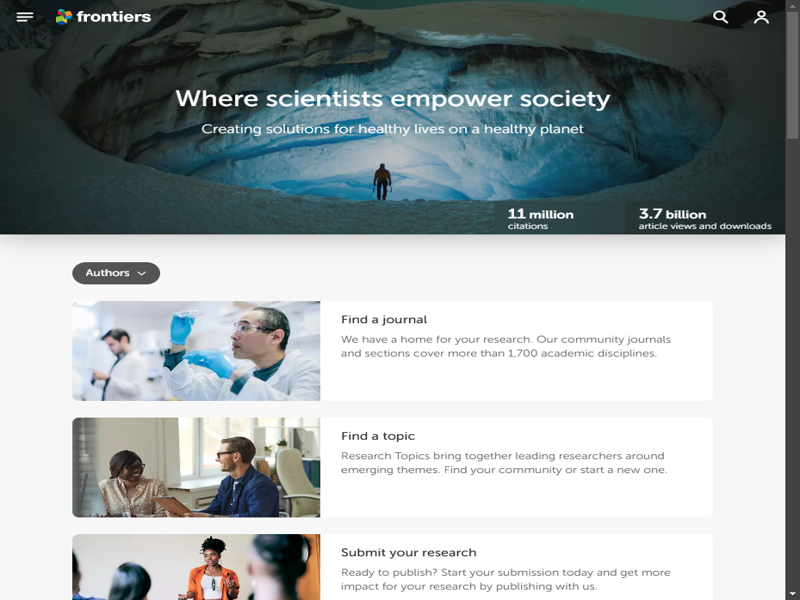 frontiers
Where scientists empower society
Creating solutions for healthy lives on a healthy planet
11 million
citations
3.7 billion
article views and downloads
Authors
Find a journal
We have a home for your research. Our community journals
and sections cover more than 1,700 academic disciplines.
Find a topic
Research Topics bring together leading researchers around
emerging themes. Find your community or start a new one.
Submit your research
Ready to publish? Start your submission today and get more
impact for your research by publishing with us.